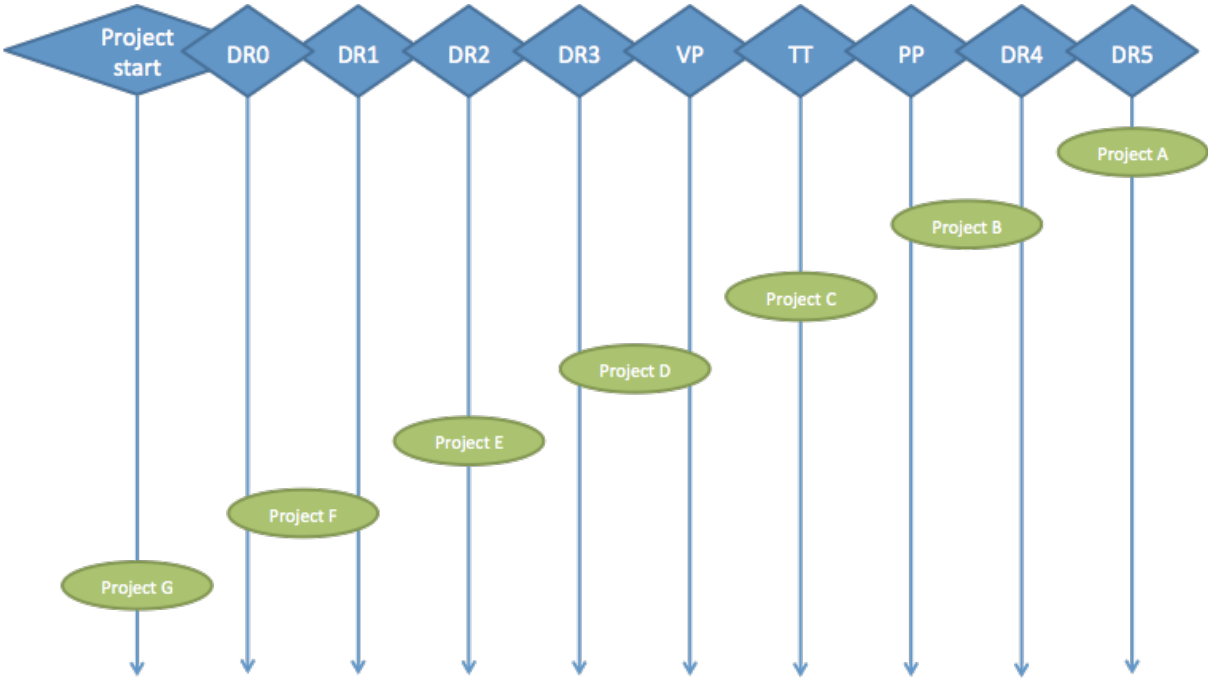 Project
start
DR0
DR1
DR2
DR3
VP
TT
PP
DR4
DR5
Project A
Project B
Project C
Project D
Project E
Project F
Project G